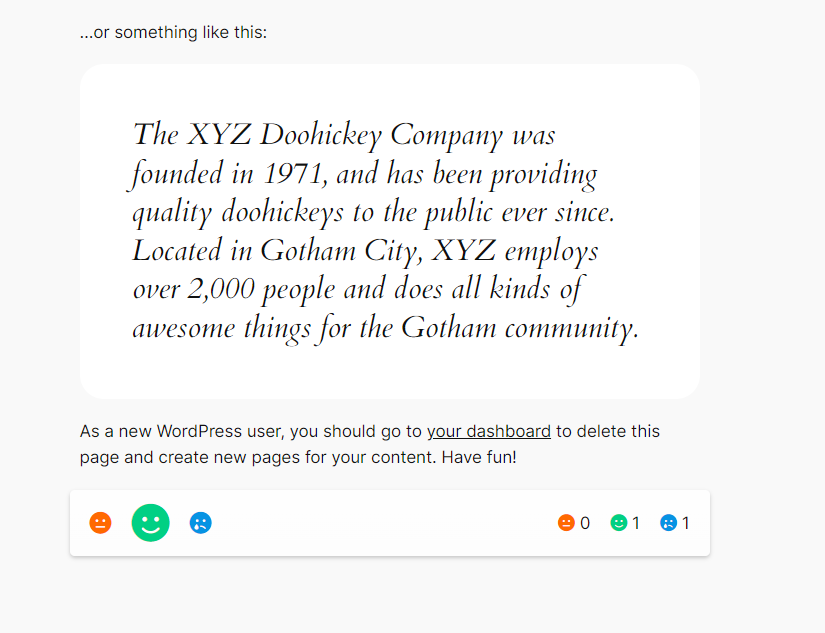 ...or something like this:
The XYZ Doohickey Company was
founded in 1971, and has been providing
quality doohickeys to the public ever since.
Located in Gotham City, XYZ employs
over 2,000 people and does all kinds of
awesome things for the Gotham community.
As a new WordPress user, you should go to your dashboard to delete this
page and create new pages for your content. Have fun!
0 1 1